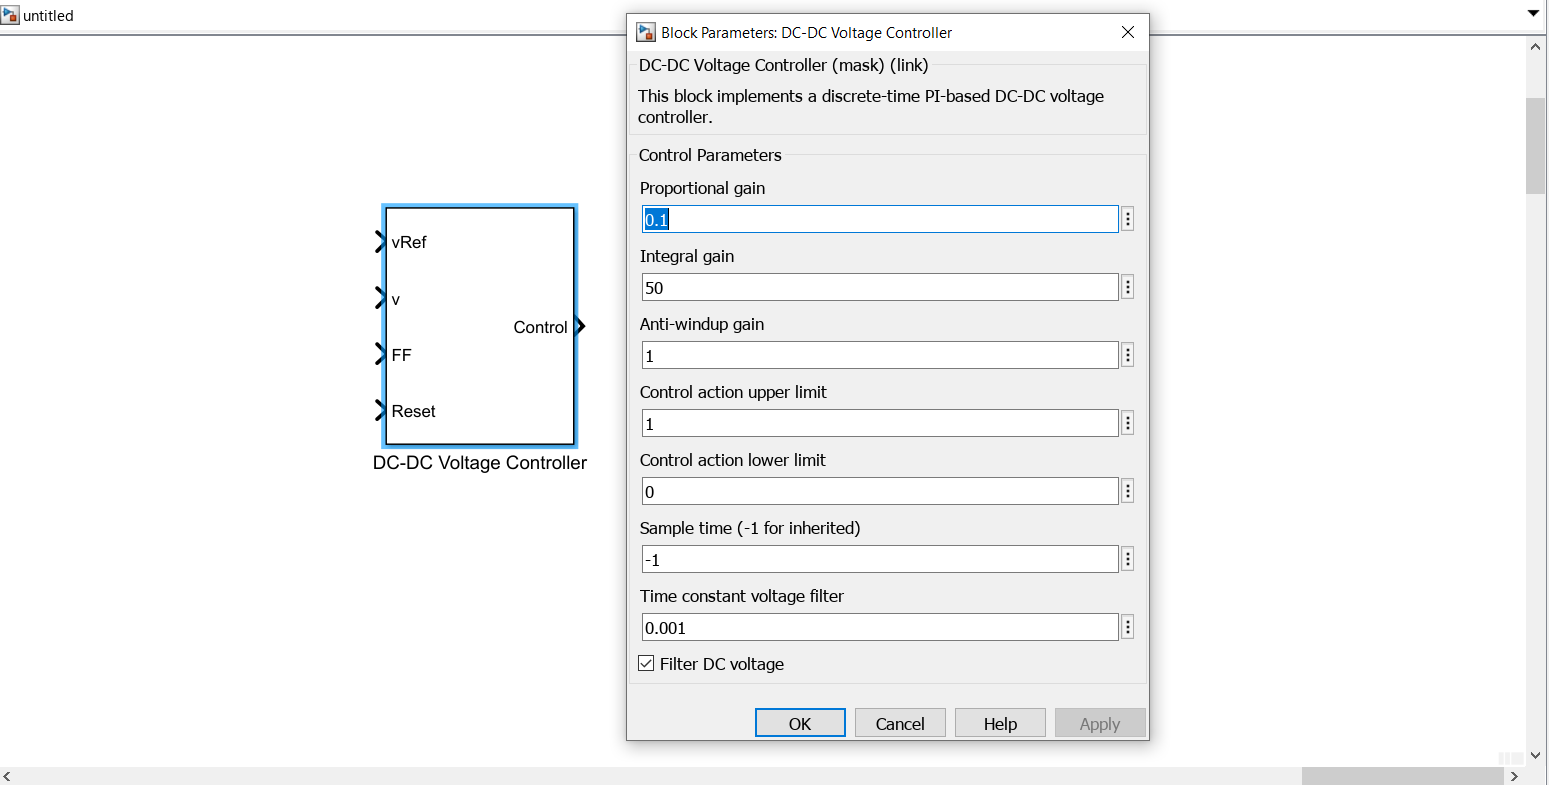 untitled
vRef
v
FF
Reset
Control
DC-DC Voltage Controller
Block Parameters: DC-DC Voltage Controller
DC-DC Voltage Controller (mask) (link)
This block implements a discrete-time PI-based DC-DC voltage
controller.
Control Parameters
Proportional gain
0.1
Integral gain
50
Anti-windup gain
1
Control action upper limit
1
Control action lower limit
0
Sample time (-1 for inherited)
-1
Time constant voltage filter
0.001
Filter DC voltage
OK
Cancel
Help
Apply